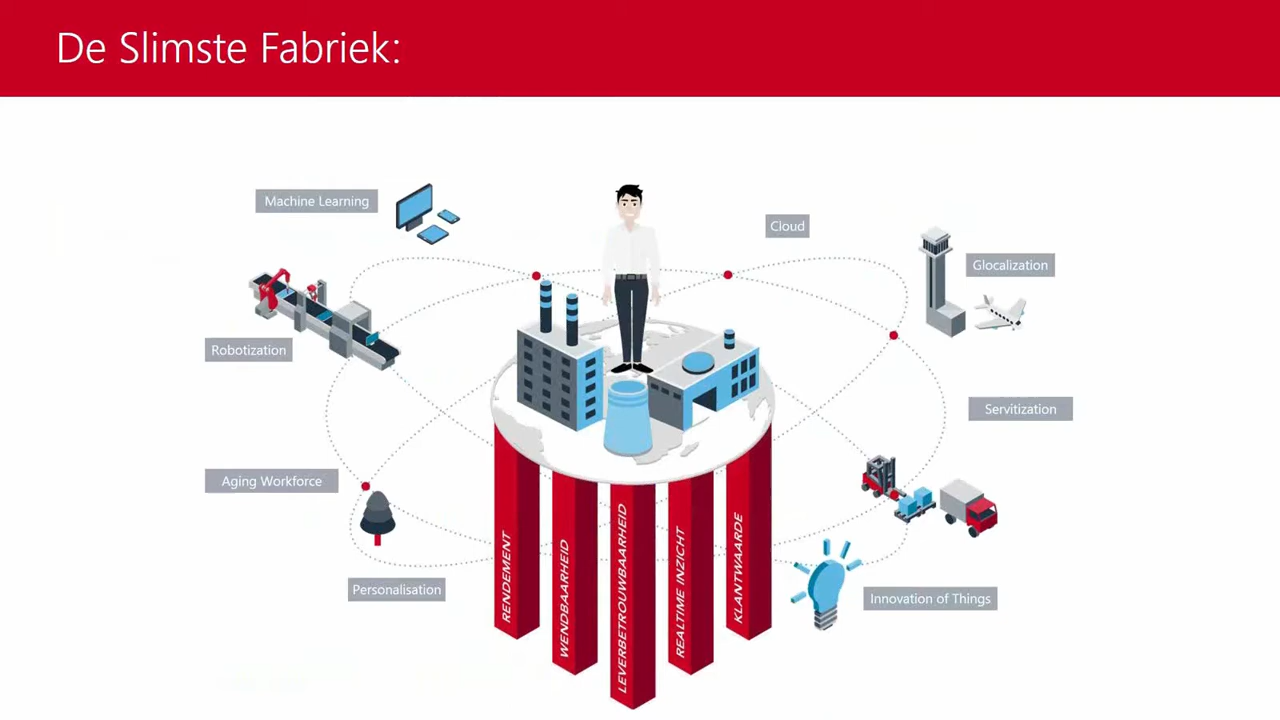 De Slimste Fabriek:
Machine Learning
Cloud
Glocalization
Robotization
Servitization
Aging Workforce
Personalisation
Innovation of Things
RENDEMENT
WENDBAARHEID
LEVERBETROUWBAARHEID
REALTIME INZICHT
KLANTWAARDE